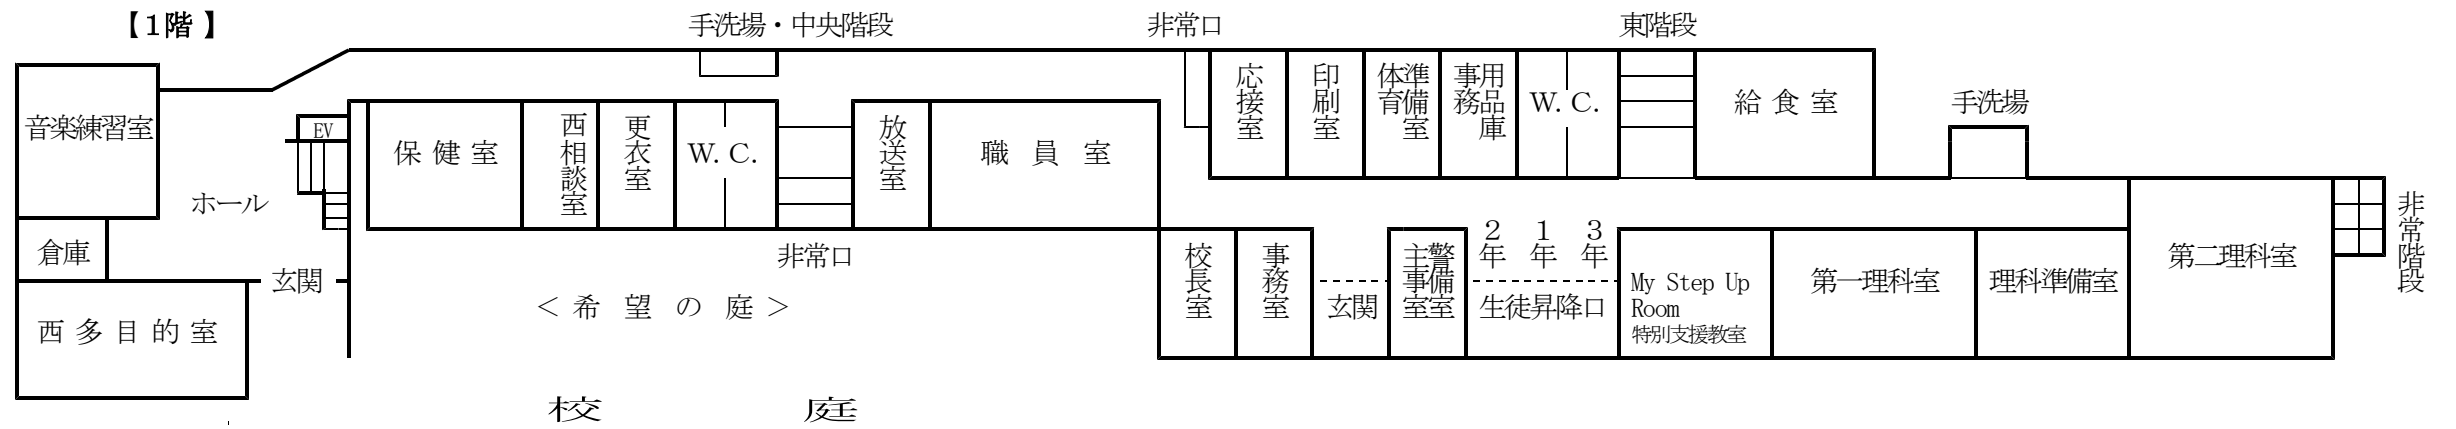 【1階 】
手洗場・中央階段
非常口
東階段
音楽練習室
EV
ホール
倉庫
玄関
西 多 目 的 室
保 健 室
西相談室
更衣室
W. C.
放送室
職 員 室
非常口
＜ 希 望 の 庭 ＞
校 庭
応接室
印刷室
体育準備室
事務用品庫
W. C.
給 食 室
手洗場
校長室
事務室
玄関
主事室
警備室
2年
1年
3年
生徒昇降口
My Step Up
Room
特別支援教室
第一理科室
理科準備室
第二理科室
非常階段